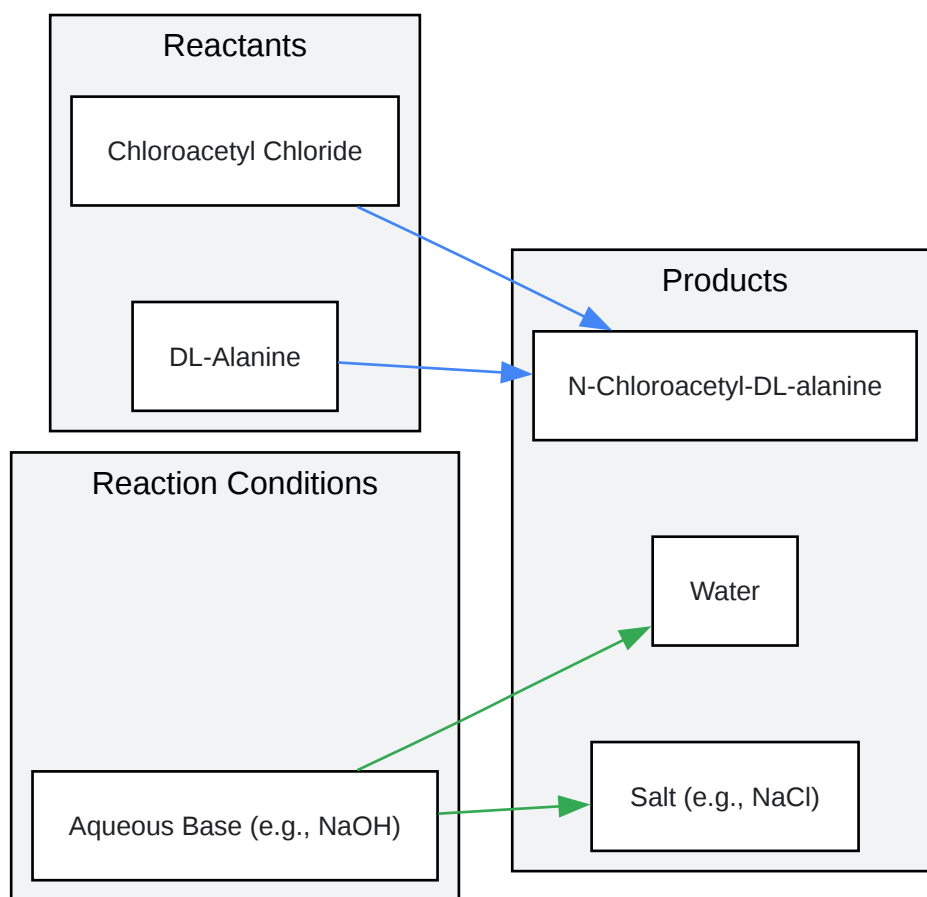 Reactants
Chloroacetyl Chloride
DL-Alanine
Reaction Conditions
Aqueous Base (e.g., NaOH)
Products
N-Chloroacetyl-DL-alanine
Water
Salt (e.g., NaCl)